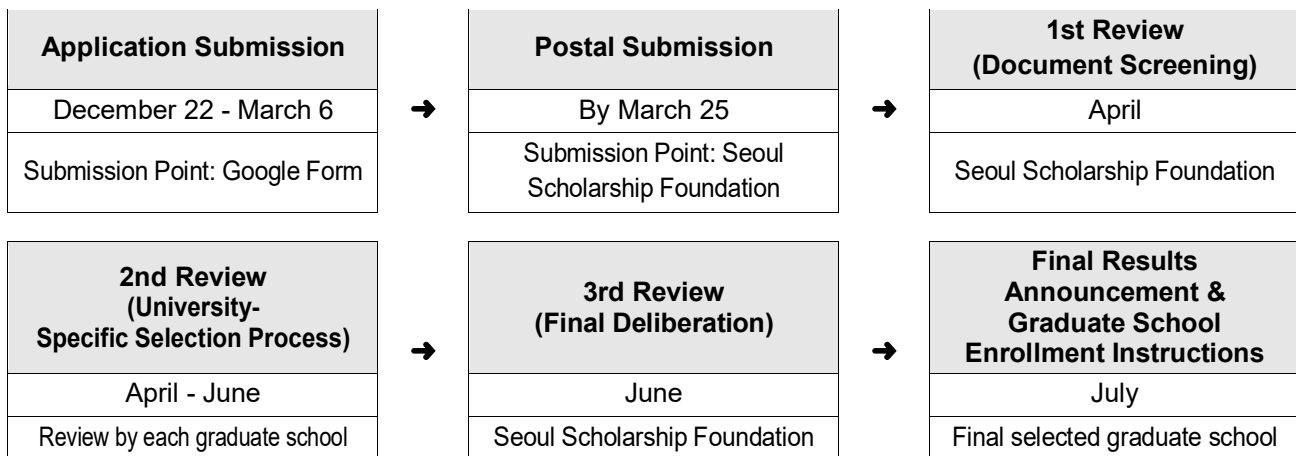 Application Submission
December 22 - March 6
Submission Point: Google Form
➜
Postal Submission
By March 25
Submission Point: Seoul
Scholarship Foundation
➜
1st Review
(Document Screening)
April
Seoul Scholarship Foundation
2nd Review
(University-
Specific Selection Process)
April - June
Review by each graduate school
➜
3rd Review
(Final Deliberation)
June
Seoul Scholarship Foundation
➜
Final Results
Announcement &
Graduate School
Enrollment Instructions
July
Final selected graduate school